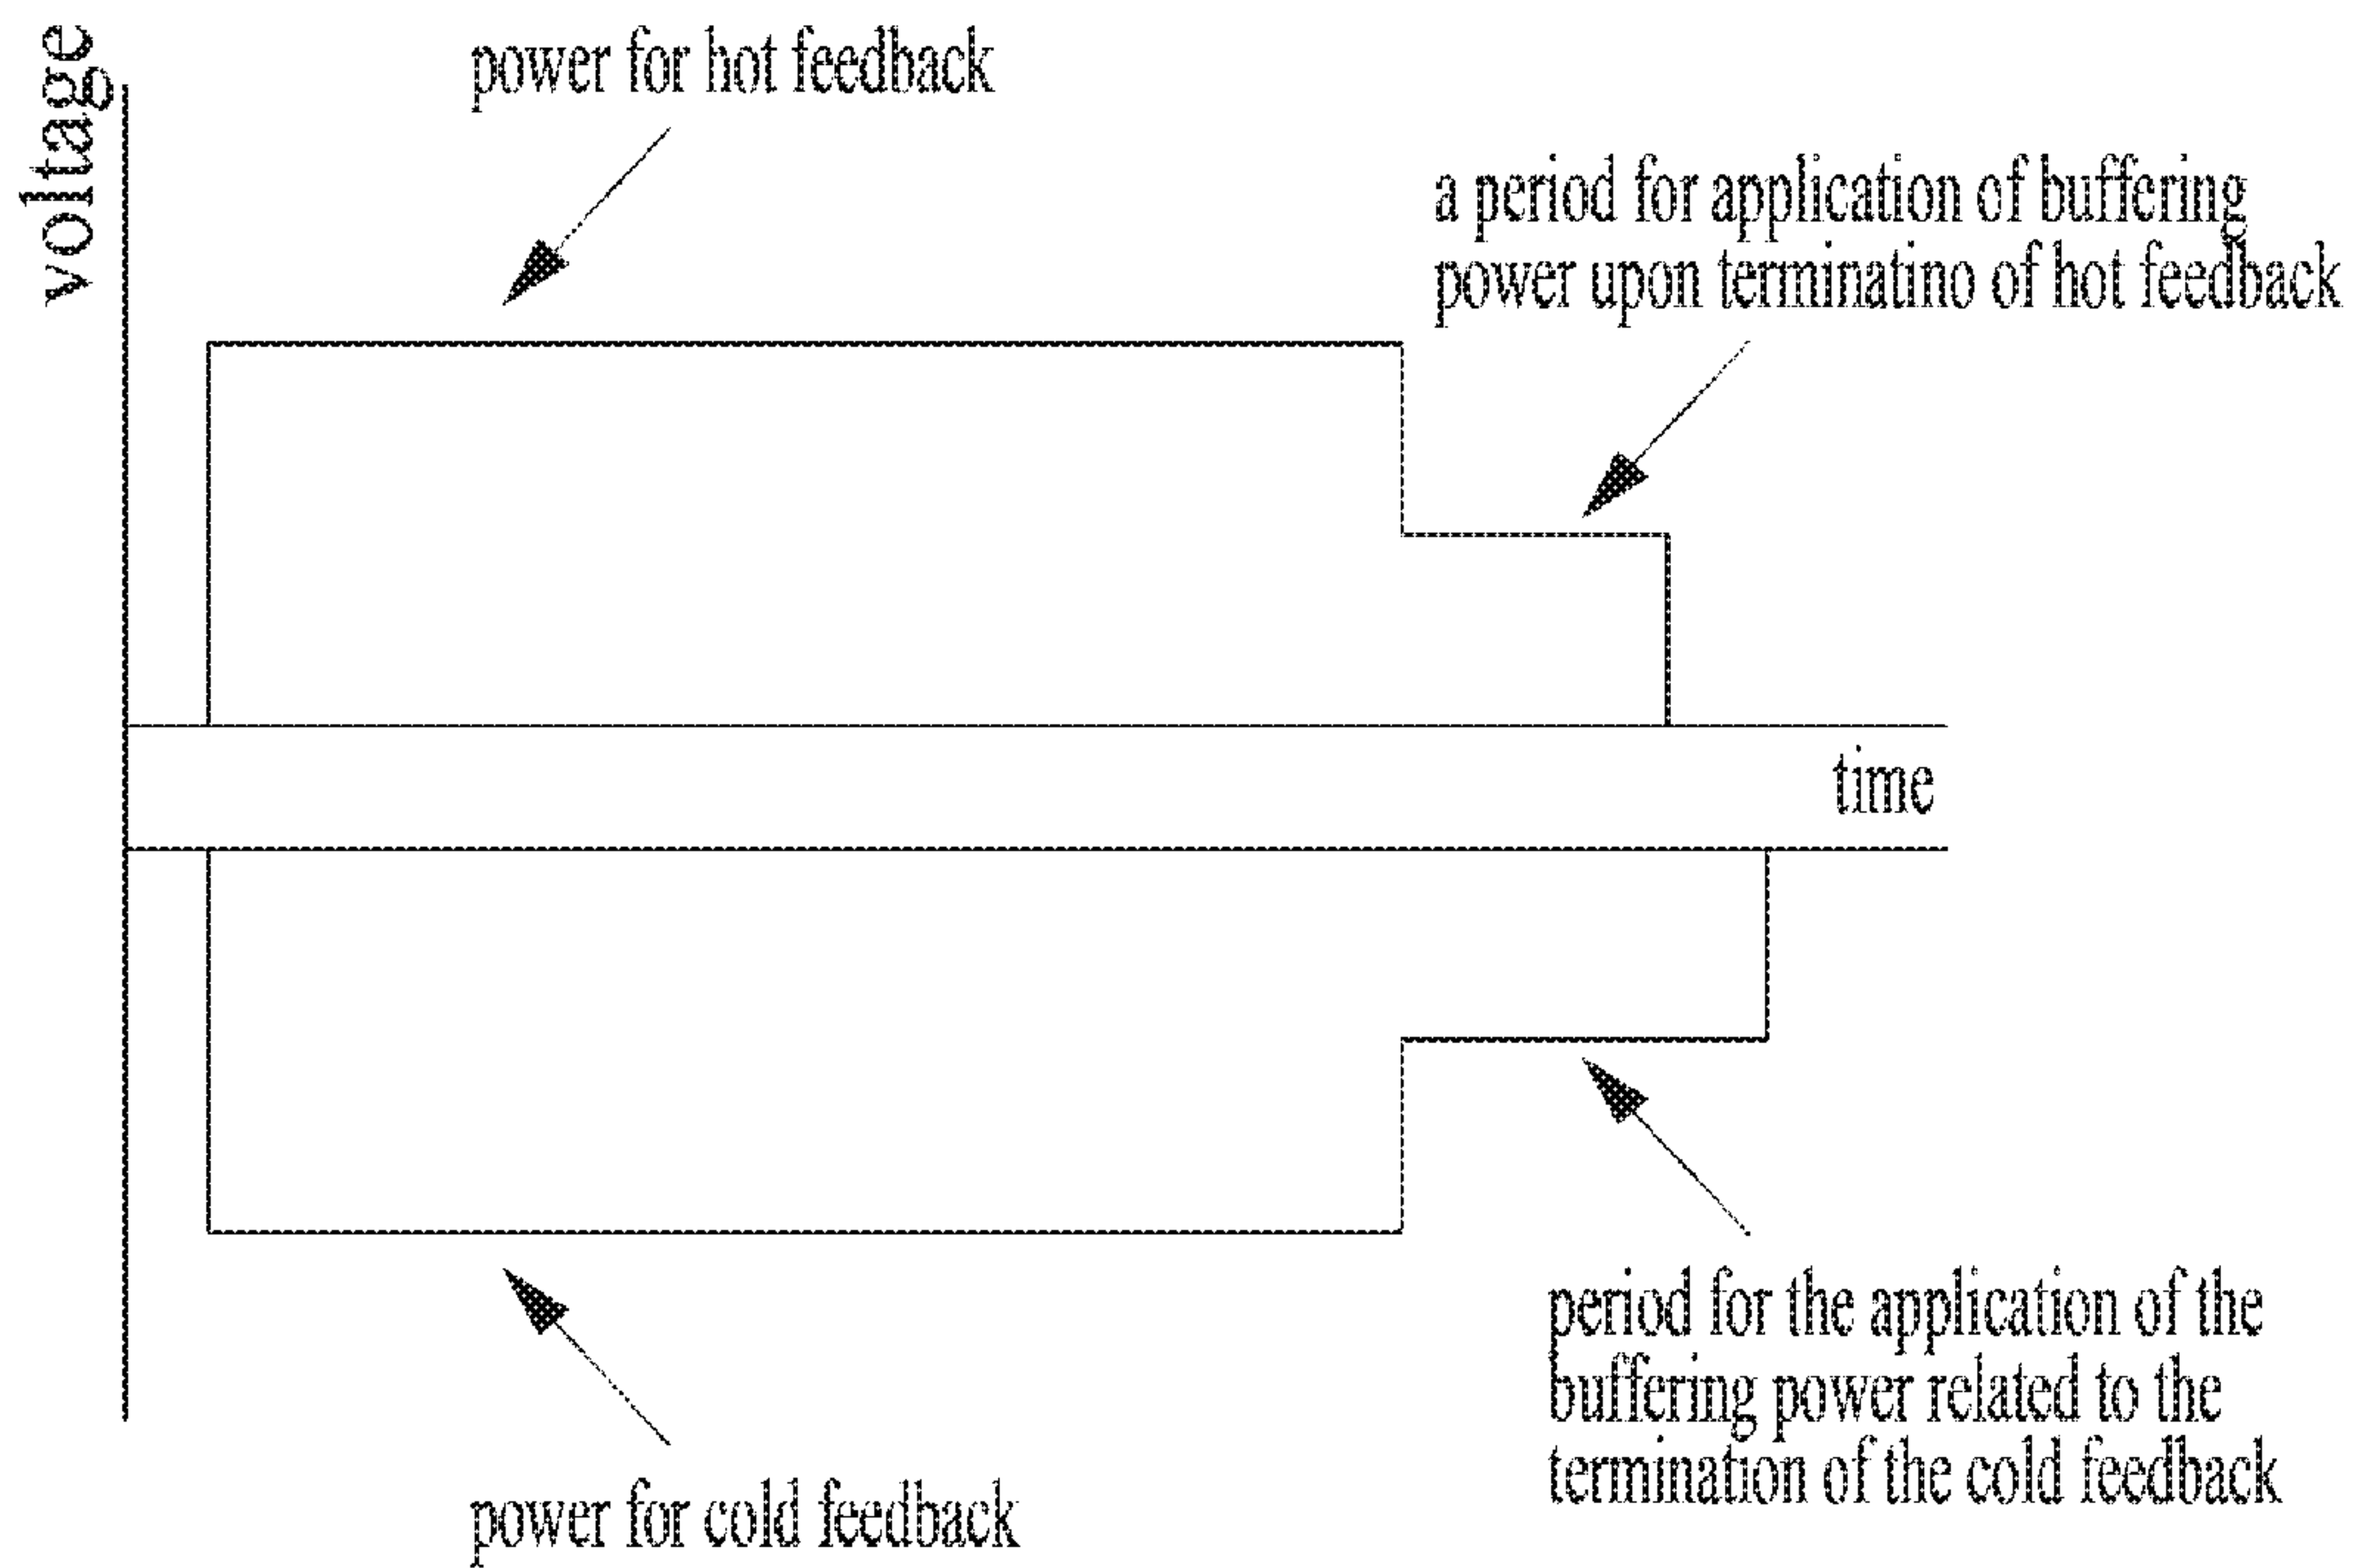 voltage
power for hot feedback
a period for application of buffering
power upon terminatino of hot feedback
time
period for the application of the
buffering power related to the
termination of the cold feedback
power for cold feedback